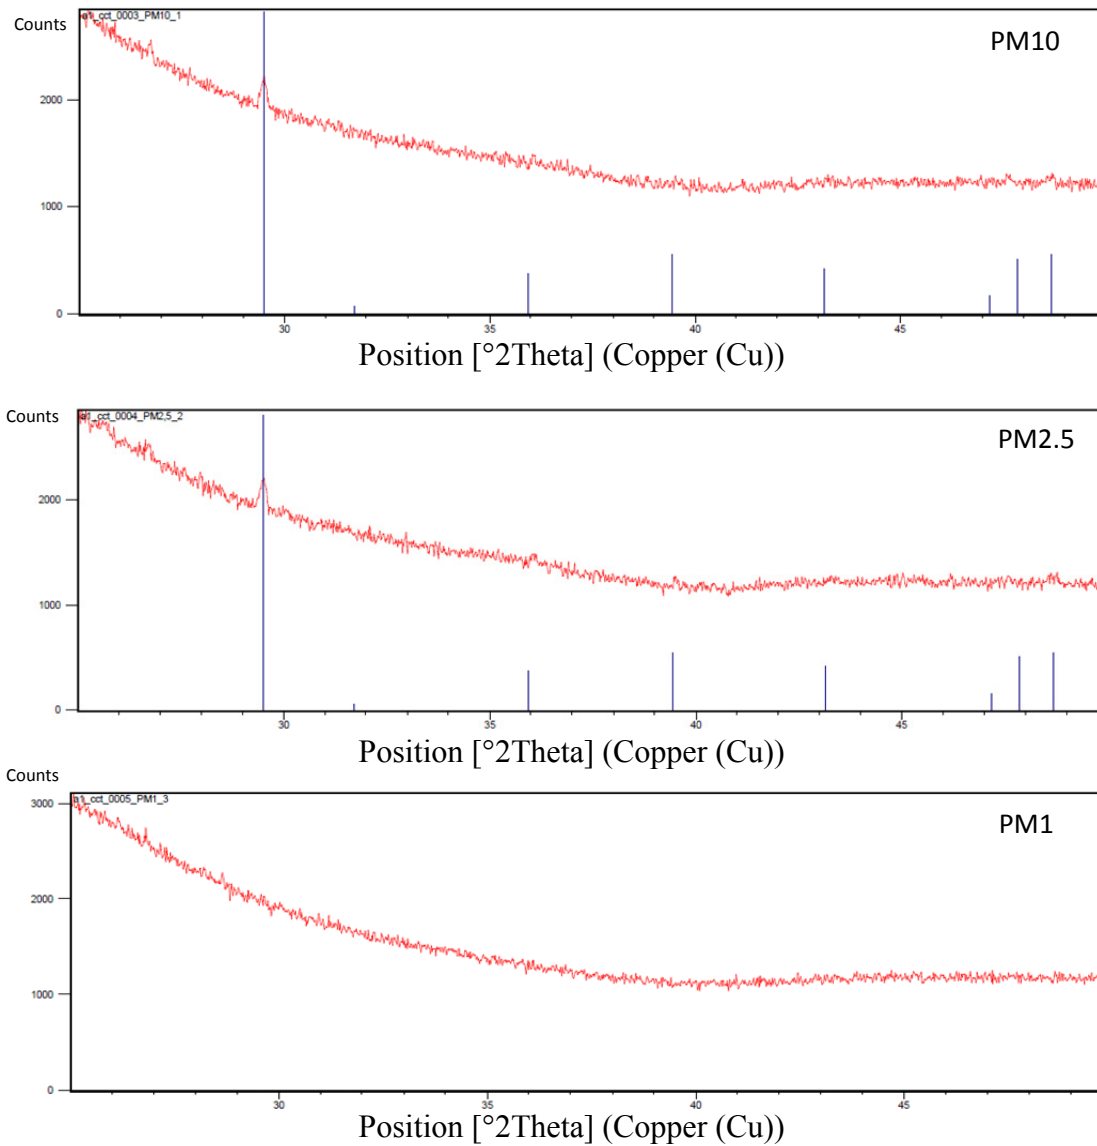 Counts
a1_cct_0003_PM10_1
PM10
2000
1000
0
30 35 40 45
Position [°2Theta] (Copper (Cu))
Counts
a1_cct_0004_PM2,5_2
PM2.5
2000
1000
0
30 35 40 45
Position [°2Theta] (Copper (Cu))
Counts
a1_cct_0005_PM1_3
PM1
3000
2000
1000
0
30 35 40 45
Position [°2Theta] (Copper (Cu))